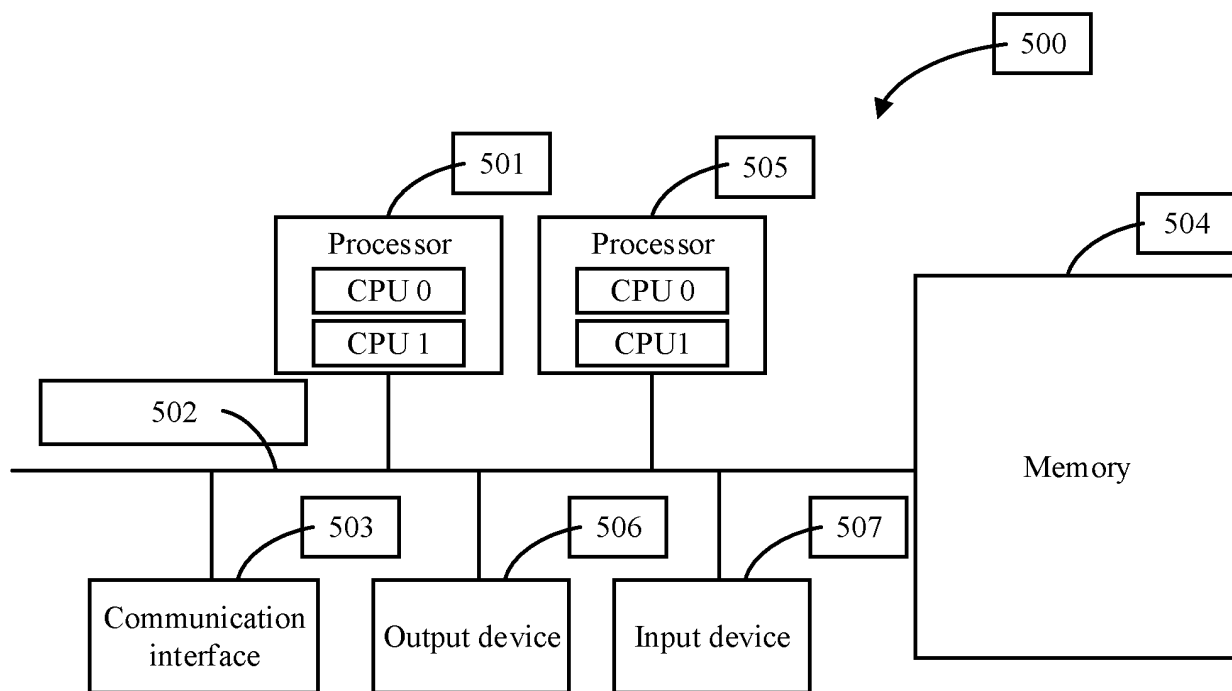 500
501
505
504
Processor
CPU 0
CPU 1
Processor
CPU 0
CPU1
502
Memory
503
506
507
Communication
interface
Output device
Input device